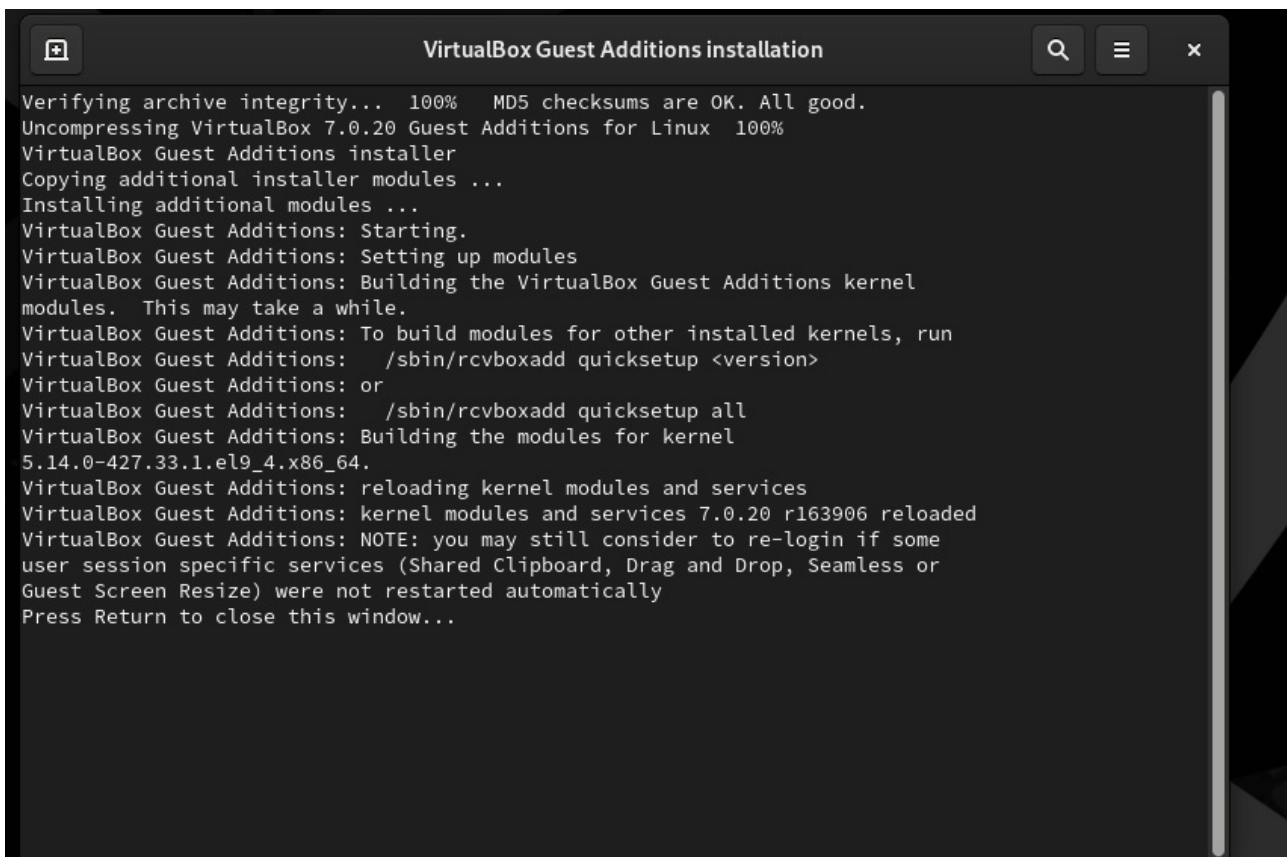 VirtualBox Guest Additions installation
Verifying archive integrity...  100%   MD5 checksums are OK. All good.
Uncompressing VirtualBox 7.0.20 Guest Additions for Linux  100%
VirtualBox Guest Additions installer
Copying additional installer modules ...
Installing additional modules ...
VirtualBox Guest Additions: Starting.
VirtualBox Guest Additions: Setting up modules
VirtualBox Guest Additions: Building the VirtualBox Guest Additions kernel
modules.  This may take a while.
VirtualBox Guest Additions: To build modules for other installed kernels, run
VirtualBox Guest Additions:   /sbin/rcvboxadd quicksetup <version>
VirtualBox Guest Additions: or
VirtualBox Guest Additions:   /sbin/rcvboxadd quicksetup all
VirtualBox Guest Additions: Building the modules for kernel
5.14.0-427.33.1.el9_4.x86_64.
VirtualBox Guest Additions: reloading kernel modules and services
VirtualBox Guest Additions: kernel modules and services 7.0.20 r163906 reloaded
VirtualBox Guest Additions: NOTE: you may still consider to re-login if some
user session specific services (Shared Clipboard, Drag and Drop, Seamless or
Guest Screen Resize) were not restarted automatically
Press Return to close this window...